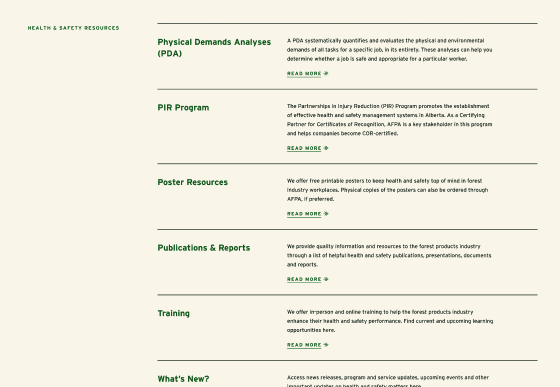 HEALTH & SAFETY RESOURCES
Physical Demands Analyses
(PDA)
A PDA systematically quantifies and evaluates the physical and environmental
demands of all tasks for a specific job, in its entirety. These analyses can help you
determine whether a job is safe and appropriate for a particular worker.
READ MORE
PIR Program
The Partnerships in Injury Reduction (PIR) Program promotes the establishment
of effective health and safety management systems in Alberta. As a Certifying
Partner for Certificates of Recognition, AFPA is a key stakeholder in this program
and helps companies become COR-certified.
READ MORE
Poster Resources
We offer free printable posters to keep health and safety top of mind in forest
industry workplaces. Physical copies of the posters can also be ordered through
AFPA, if preferred.
READ MORE
Publications & Reports
We provide quality information and resources to the forest products industry
through a list of helpful health and safety publications, presentations, documents
and reports.
READ MORE
Training
We offer in-person and online training to help the forest products industry
enhance their health and safety performance. Find current and upcoming learning
opportunities here.
READ MORE
What's New?
Access news releases, program and service updates, upcoming events and other
important updates on health and safety matters here.